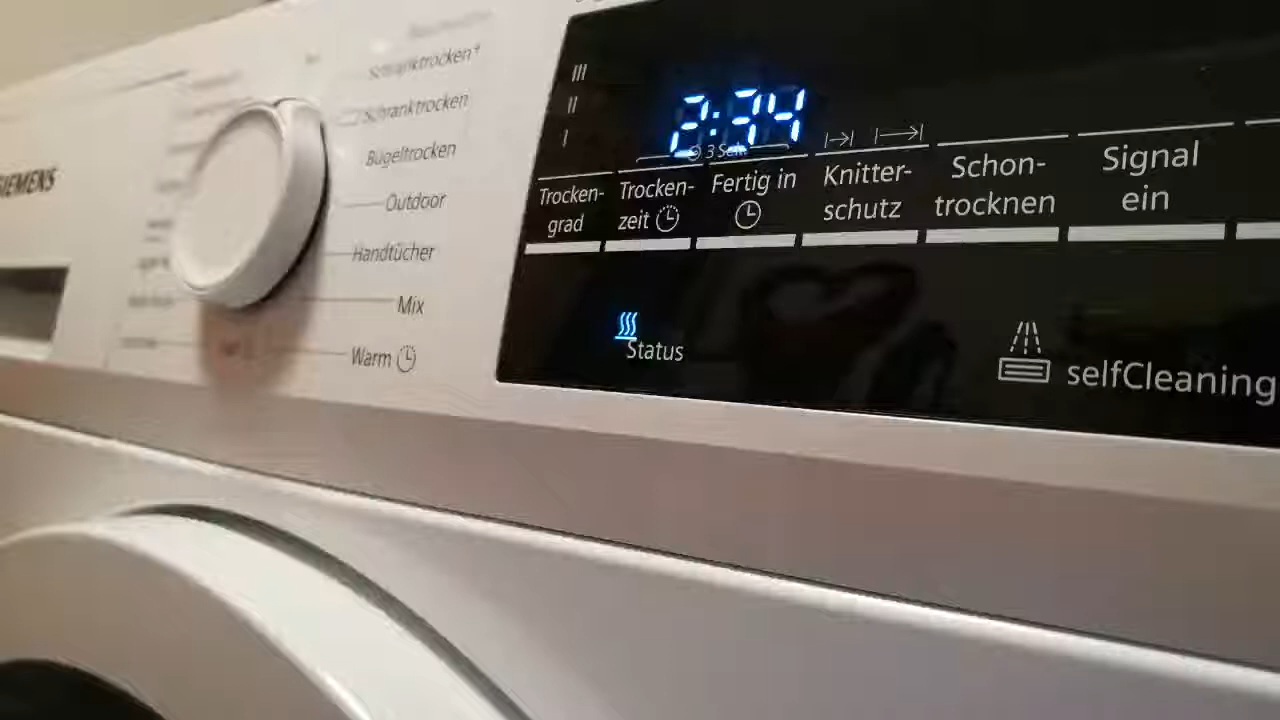 SIEMENS
Schranktrocken+
Schranktrocken
Bügeltrocken
Outdoor
Handtücher
Mix
Warm
III
II
I
2:34
3 Sek.
Trocken-
grad
Trocken-
zeit
Fertig in
Knitter-
schutz
Schon-
trocknen
Signal
ein
Status
selfCleaning